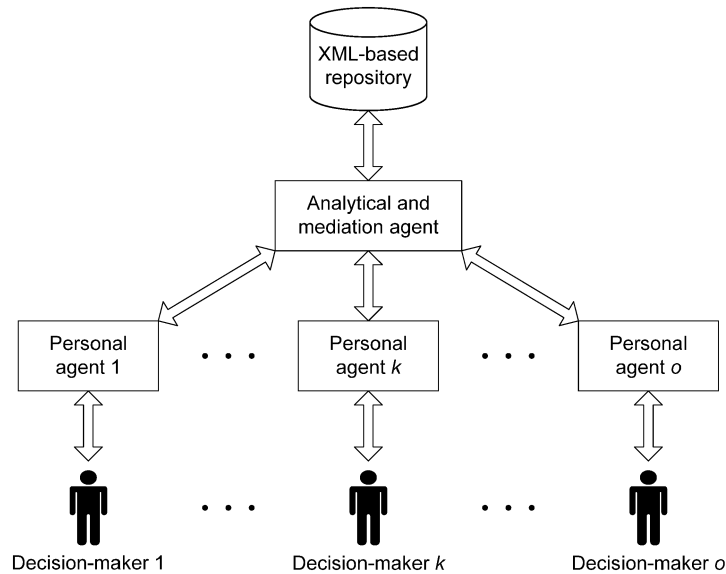 XML-based
repository
Analytical and
mediation agent
Personal
agent 1
. . .
Personal
agent k
. . .
Personal
agent o
. . .
. . .
Decision-maker 1
Decision-maker k
Decision-maker o